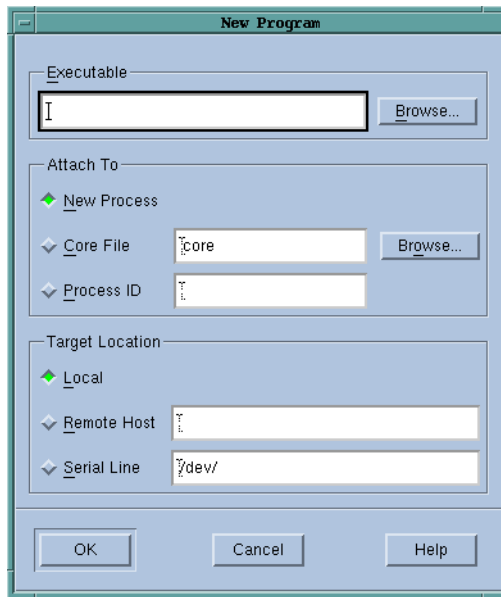 New Program
Executable
Browse...
Attach To
New Process
Core File core Browse...
Process ID
Target Location
Local
Remote Host
Serial Line /dev/
OK Cancel Help